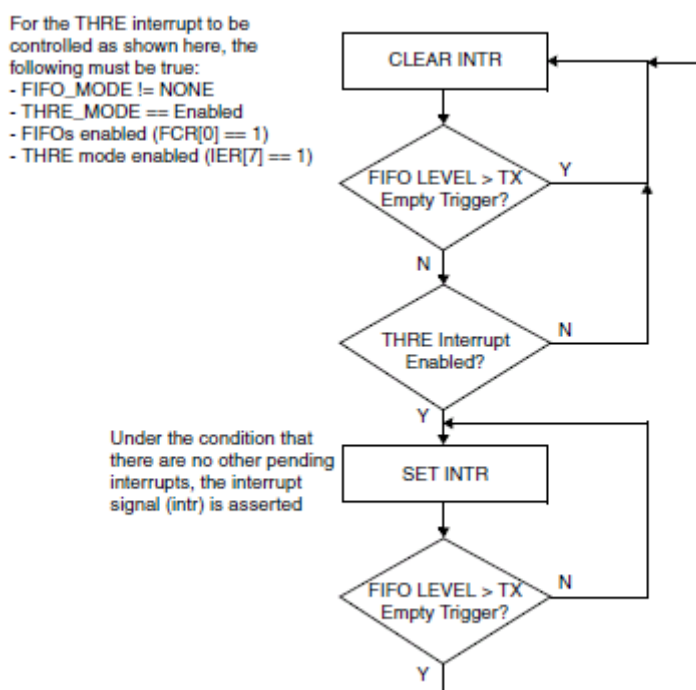 For the THRE interrupt to be
controlled as shown here, the
following must be true:
- FIFO_MODE != NONE
- THRE_MODE == Enabled
- FIFOs enabled (FCR[0] == 1)
- THRE mode enabled (IER[7] == 1)
CLEAR INTR
FIFO LEVEL > TX
Empty Trigger?
Y
N
THRE Interrupt
Enabled?
N
Y
Under the condition that
there are no other pending
interrupts, the interrupt
signal (intr) is asserted
SET INTR
FIFO LEVEL > TX
Empty Trigger?
N
Y